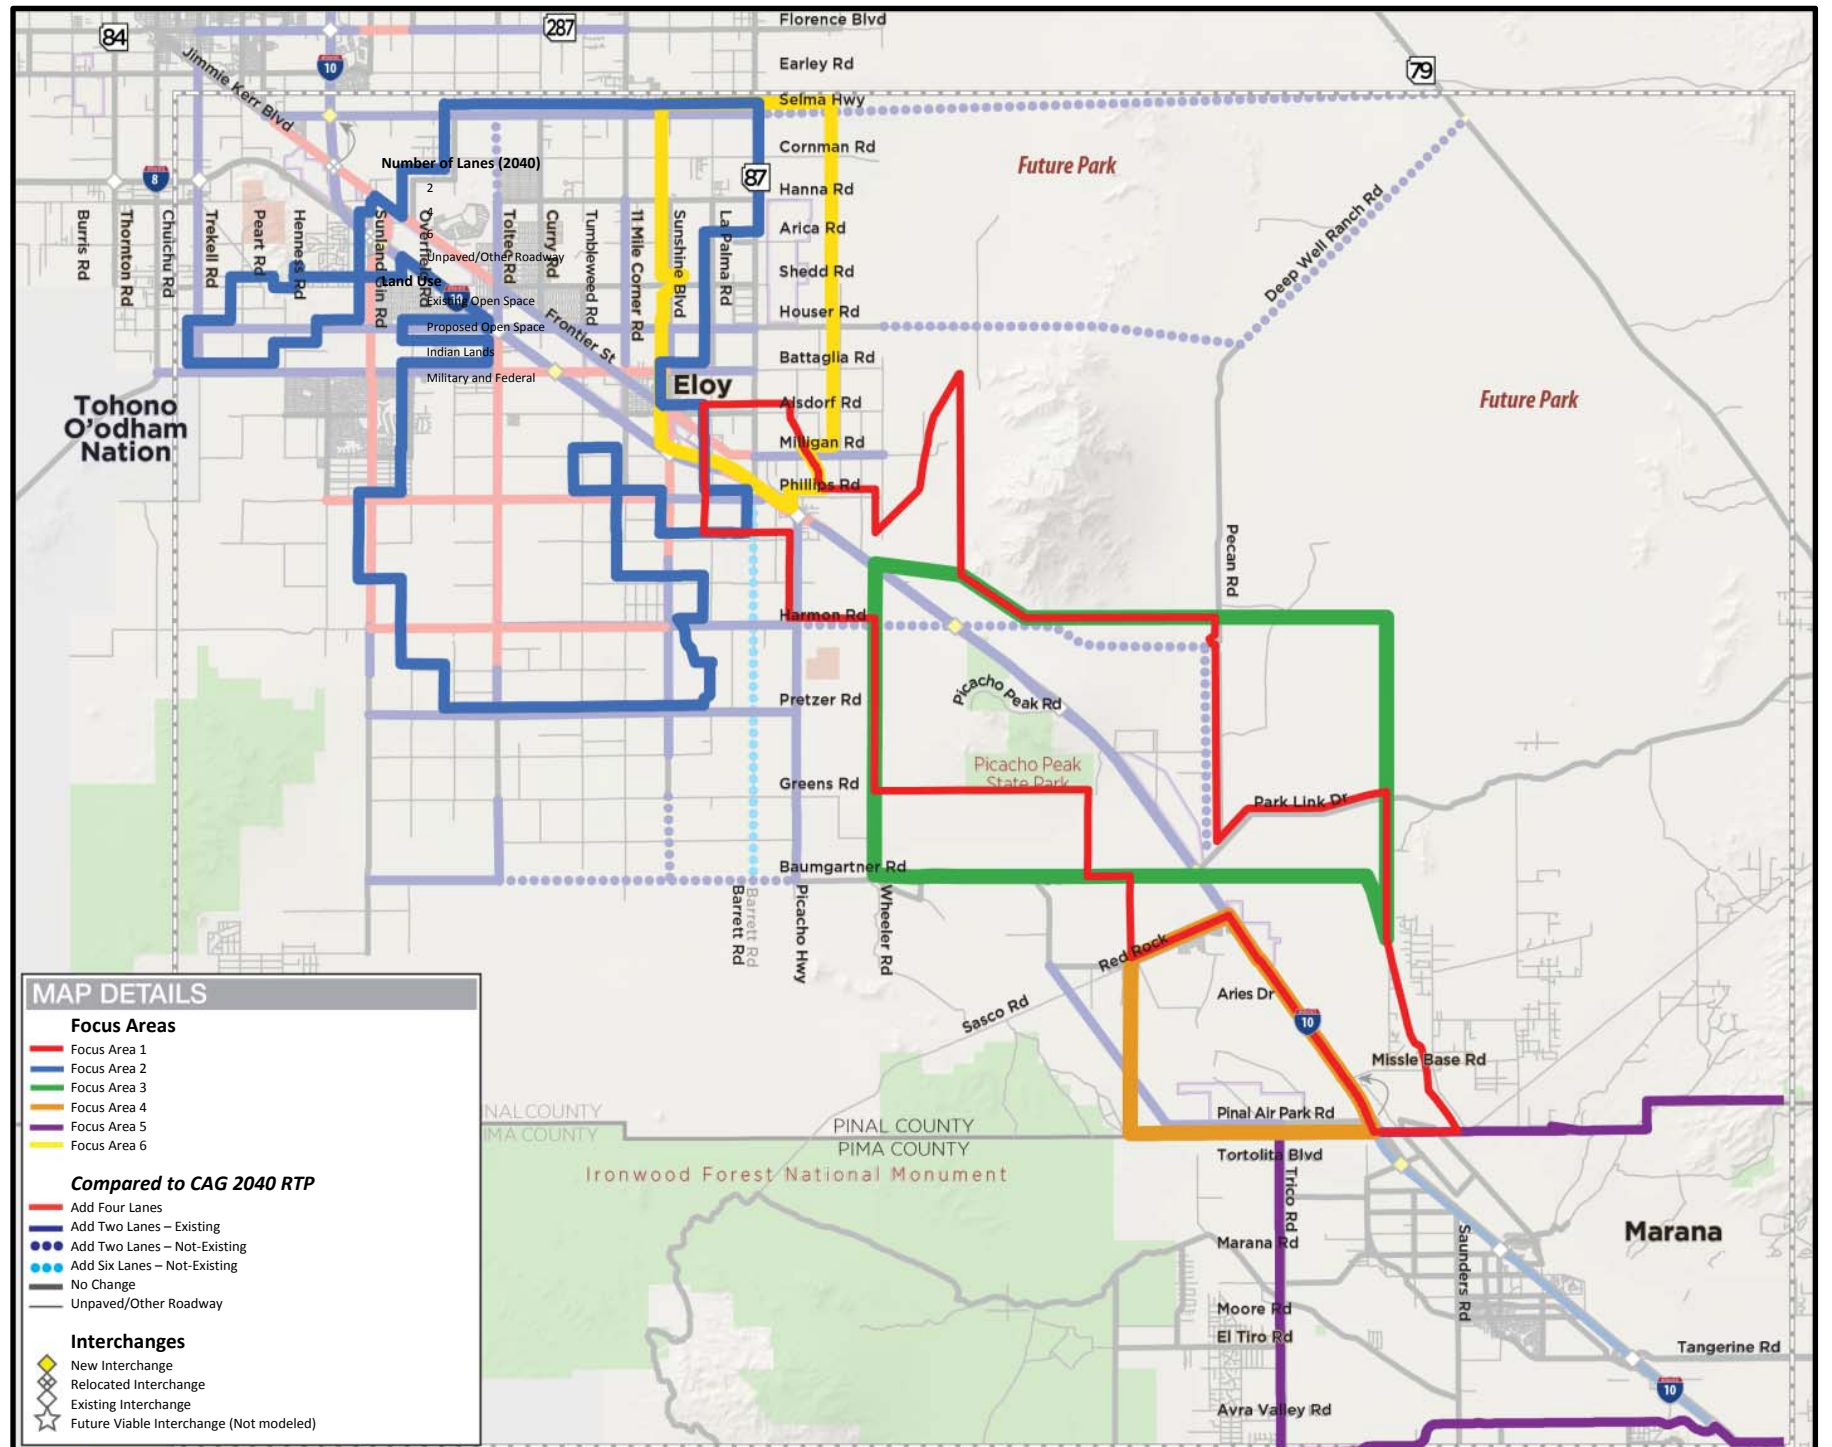 Florence Blvd
84
287
Jimmie Kerr Blvd
10
Earley Rd
79
Selma Hwy
Cornman Rd
Number of Lanes (2040)
2
4
6
Unpaved/Other Roadway
Land Use
Existing Open Space
Proposed Open Space
Indian Lands
Military and Federal
8
87
Hanna Rd
Future Park
Burris Rd
Thornton Rd
Chuichu Rd
Trekell Rd
Peart Rd
Henness Rd
Sunland Gin Rd
Overfield Rd
Toltec Rd
Curry Rd
Tumbleweed Rd
11 Mile Corner Rd
Sunshine Blvd
La Palma Rd
Arica Rd
Shedd Rd
Deep Well Ranch Rd
10
Houser Rd
Frontier St
Battaglia Rd
Eloy
Alsdorf Rd
Future Park
Tohono
O'odham
Nation
Milligan Rd
Phillips Rd
Pecan Rd
Harmon Rd
Picacho Peak Rd
Pretzer Rd
Picacho Peak
State Park
Greens Rd
Park Link Dr
Baumgartner Rd
Barrett Rd
Barrett Rd
Picacho Hwy
Wheeler Rd
Red Rock
Aries Dr
Sasco Rd
10
Missle Base Rd
Pinal Air Park Rd
INAL COUNTY
IMA COUNTY
PINAL COUNTY
PIMA COUNTY
Tortolita Blvd
Ironwood Forest National Monument
Trico Rd
Marana
Marana Rd
Saunders Rd
Moore Rd
El Tiro Rd
Tangerine Rd
10
Avra Valley Rd
MAP DETAILS
Focus Areas
Focus Area 1
Focus Area 2
Focus Area 3
Focus Area 4
Focus Area 5
Focus Area 6
Compared to CAG 2040 RTP
Add Four Lanes
Add Two Lanes – Existing
Add Two Lanes – Not-Existing
Add Six Lanes – Not-Existing
No Change
Unpaved/Other Roadway
Interchanges
New Interchange
Relocated Interchange
Existing Interchange
Future Viable Interchange (Not modeled)